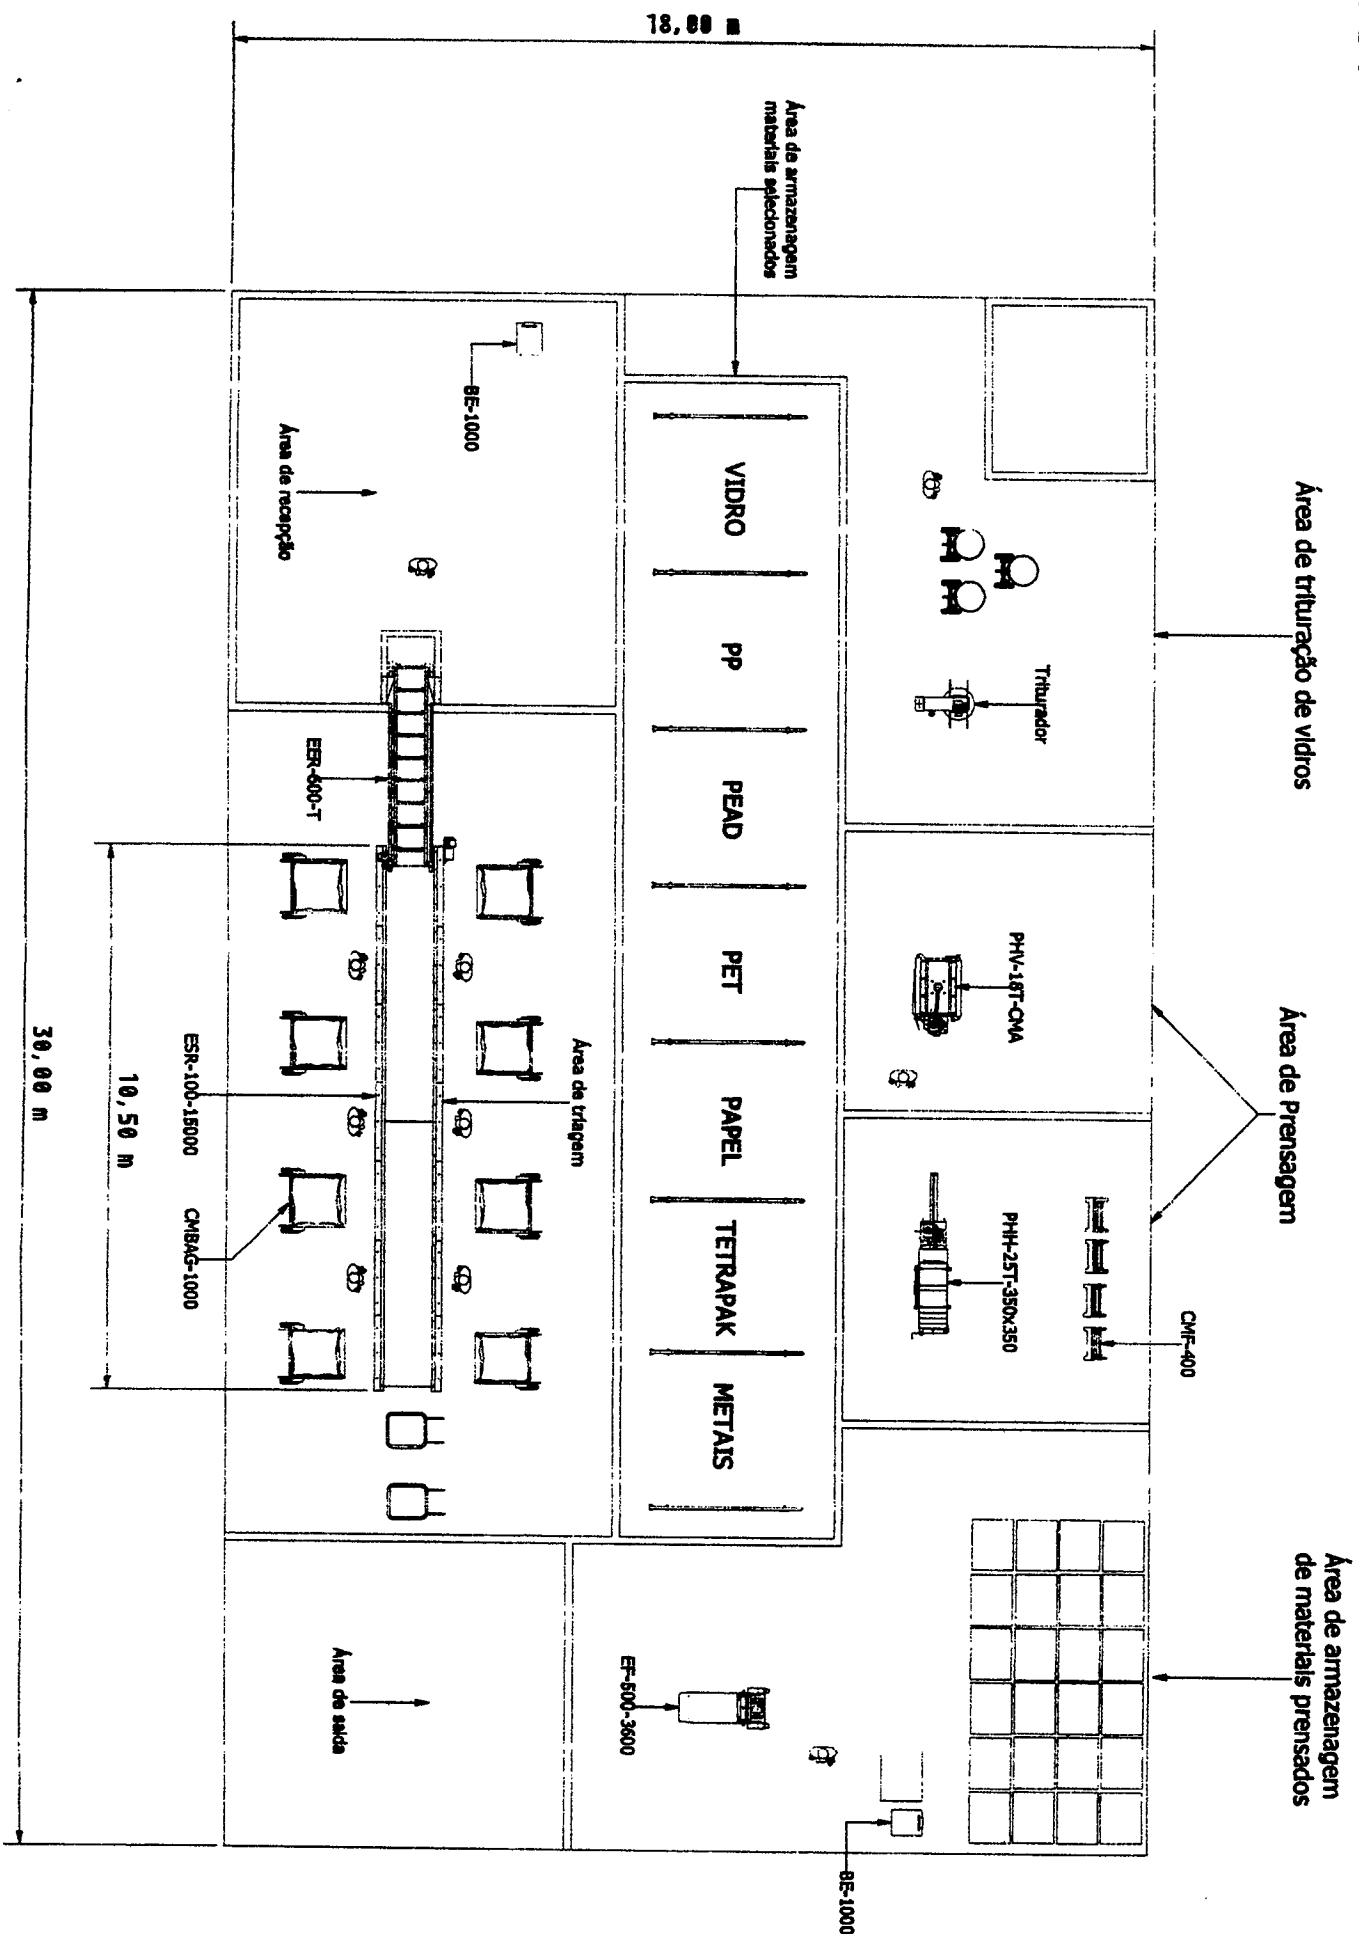 Área de trituração de vidros
Área de Prensagem
Área de armazenagem
de materiais prensados
Triturador
PHV-18T-CMA
PHH-25T-350x350
CMF-400
Área de armazenagem
materiais selecionados
VIDRO
PP
PEAD
PET
PAPEL
TETRAPAK
METAIS
BE-1000
Área de recepção
EER-600-T
Área de triagem
ESR-100-15000
CMBAG-1000
EF-500-3600
BE-1000
Área de saída
10,50 m
30,00 m
18,00 m